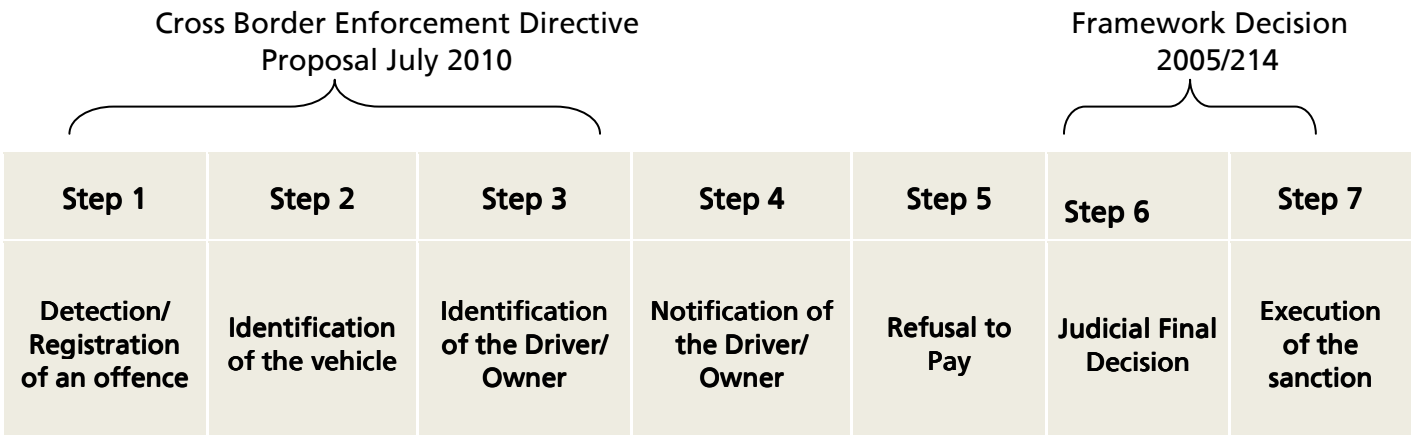 Cross Border Enforcement Directive
Proposal July 2010
Framework Decision
2005/214
Step 1
Step 2
Step 3
Step 4
Step 5
Step 6
Step 7
Detection/
Registration
of an offence
Identification
of the vehicle
Identification
of the Driver/
Owner
Notification of
the Driver/
Owner
Refusal to
Pay
Judicial Final
Decision
Execution
of the
sanction